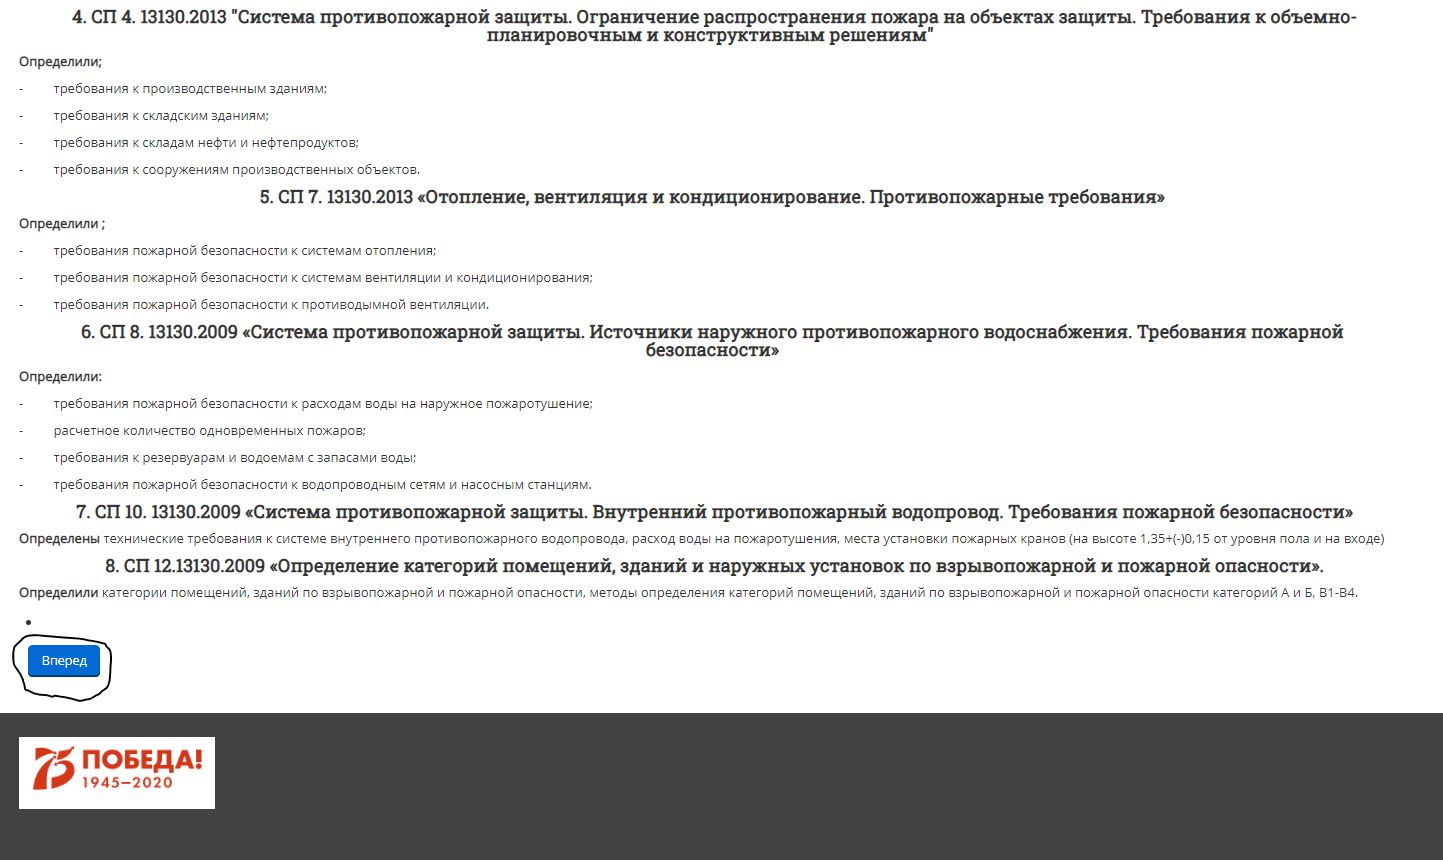 4. СП 4. 13130.2013 "Система противопожарной защиты. Ограничение распространения пожара на объектах защиты. Требования к объемно-
планировочным и конструктивным решениям"
Определили;
- требования к производственным зданиям;
- требования к складским зданиям;
- требования к складам нефти и нефтепродуктов;
- требования к сооружениям производственных объектов.
5. СП 7. 13130.2013 «Отопление, вентиляция и кондиционирование. Противопожарные требования»
Определили ;
- требования пожарной безопасности к системам отопления;
- требования пожарной безопасности к системам вентиляции и кондиционирования;
- требования пожарной безопасности к противодымной вентиляции.
6. СП 8. 13130.2009 «Система противопожарной защиты. Источники наружного противопожарного водоснабжения. Требования пожарной
безопасности»
Определили:
- требования пожарной безопасности к расходам воды на наружное пожаротушение;
- расчетное количество одновременных пожаров;
- требования к резервуарам и водоемам с запасами воды;
- требования пожарной безопасности к водопроводным сетям и насосным станциям.
7. СП 10. 13130.2009 «Система противопожарной защиты. Внутренний противопожарный водопровод. Требования пожарной безопасности»
Определены технические требования к системе внутреннего противопожарного водопровода, расход воды на пожаротушения, места установки пожарных кранов (на высоте 1,35+(-)0,15 от уровня пола и на входе)
8. СП 12.13130.2009 «Определение категорий помещений, зданий и наружных установок по взрывопожарной и пожарной опасности».
Определили категории помещений, зданий по взрывопожарной и пожарной опасности, методы определения категорий помещений, зданий по взрывопожарной и пожарной опасности категорий А и Б, В1-В4.
Вперед
75 ПОБЕДА!
1945–2020